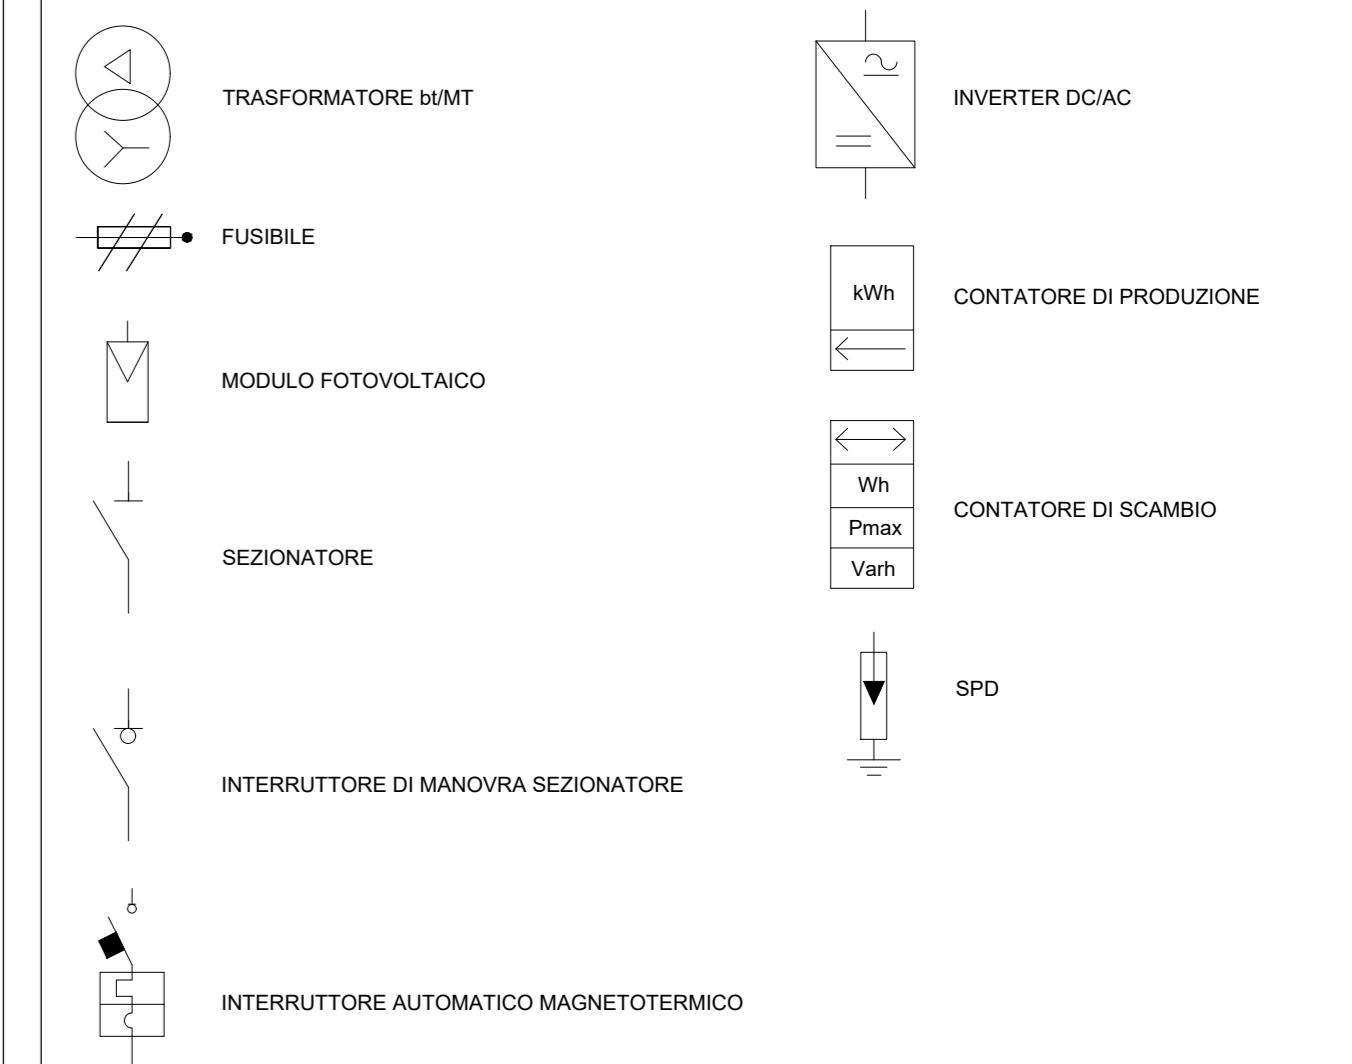 TRASFORMATORE bt/MT
FUSIBILE
MODULO FOTOVOLTAICO
SEZIONATORE
INTERRUTTORE DI MANOVRA SEZIONATORE
INTERRUTTORE AUTOMATICO MAGNETOTERMICO
INVERTER DC/AC
kWh
CONTATORE DI PRODUZIONE
Wh
Pmax
Varh
CONTATORE DI SCAMBIO
SPD